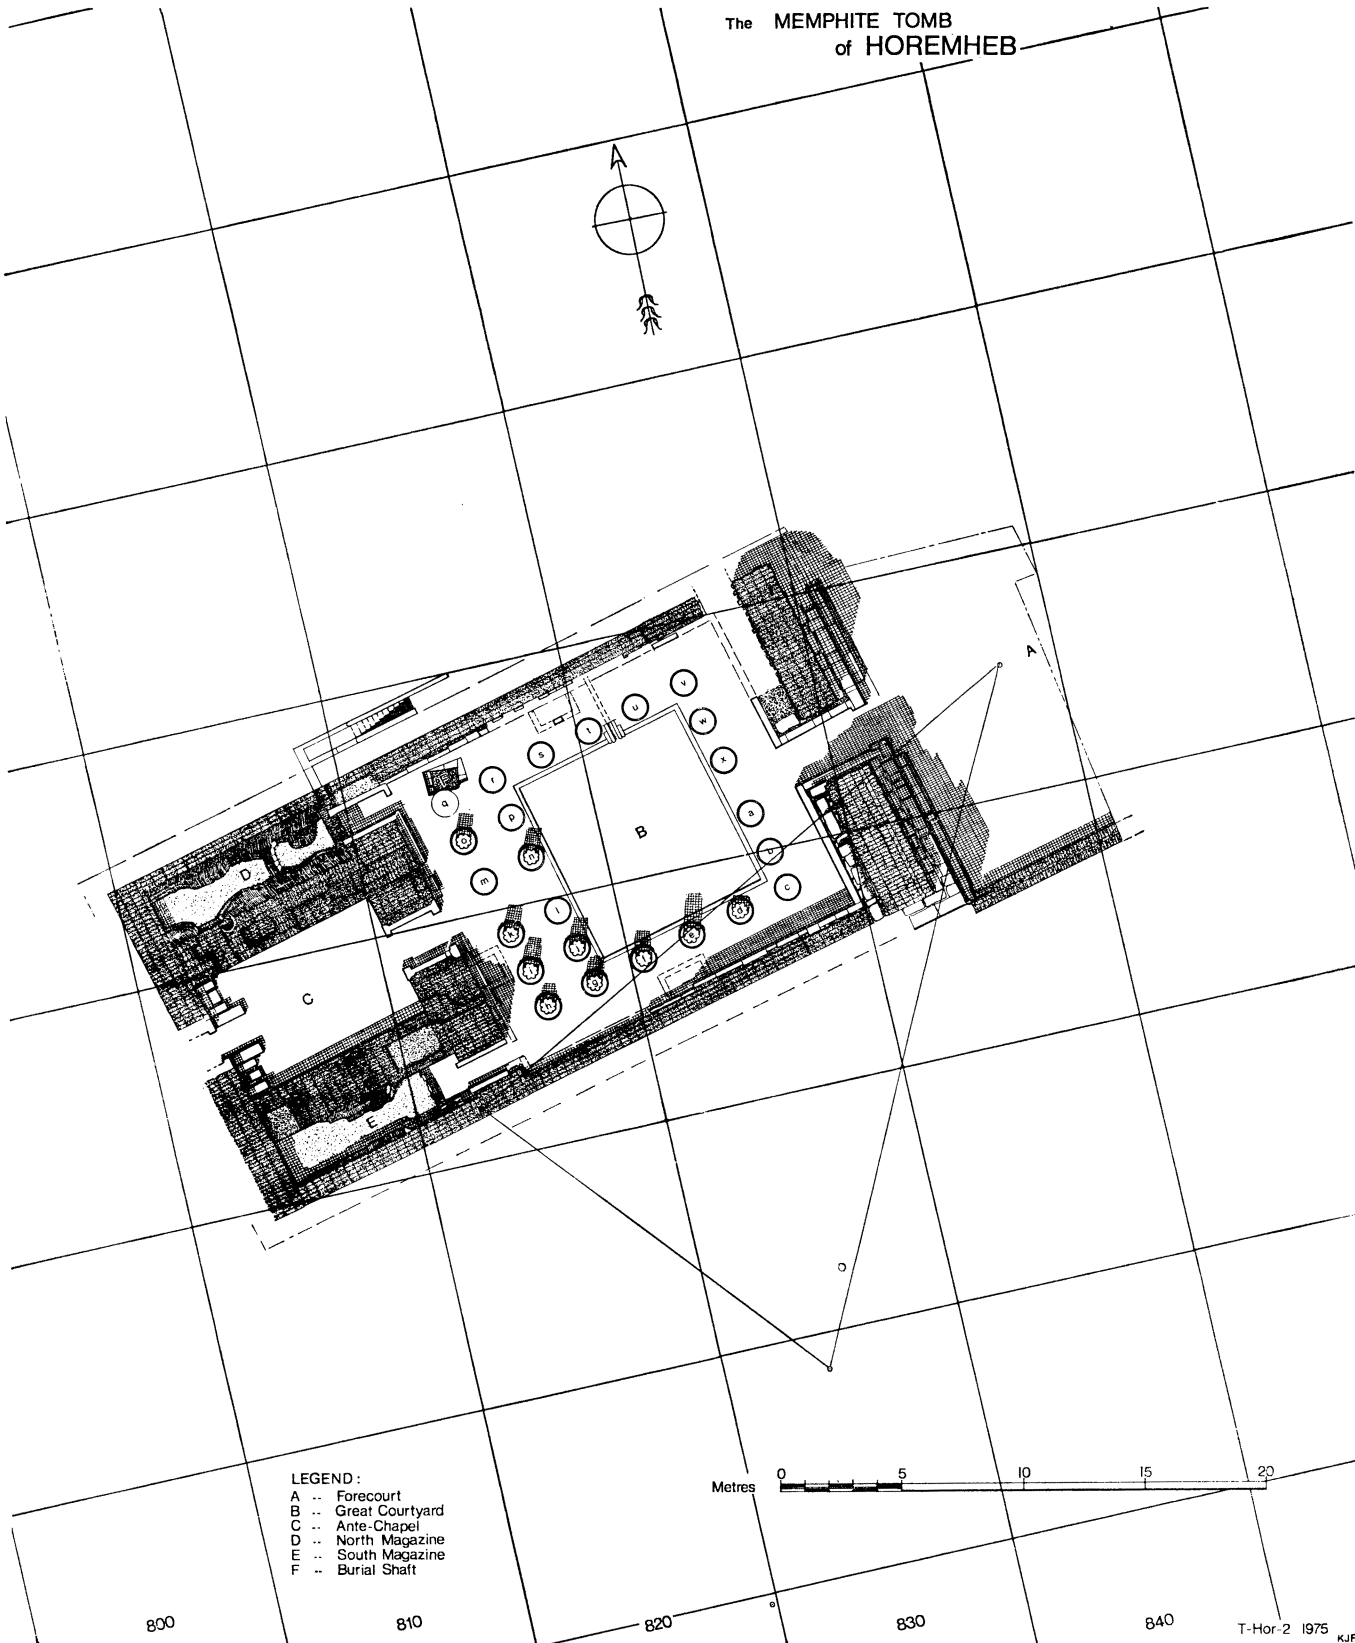 The MEMPHITE TOMB
of HOREMHEB
A
v
u
w
t
s
x
r
q
a
p
B
o
n
b
D
m
c
l
d
k
e
j
f
i
g
C
h
E
LEGEND :
A -- Forecourt
B -- Great Courtyard
C -- Ante-Chapel
D -- North Magazine
E -- South Magazine
F -- Burial Shaft
Metres 0 5 10 15 20
800 810 820 830 840
T-Hor-2 1975
KJF